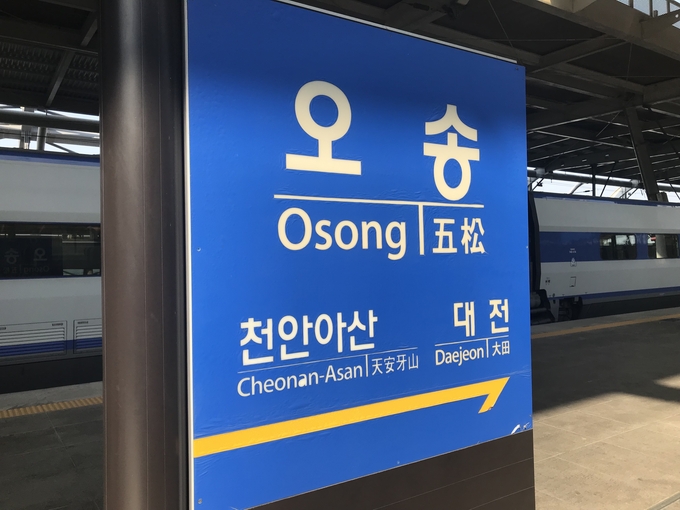 오송
Osong 五松
천안아산 대전
Cheonan-Asan 天安牙山 Daejeon 大田